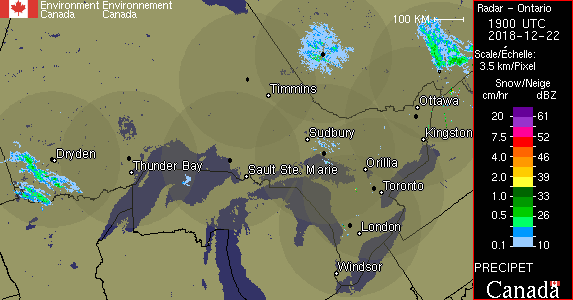 Environment Environnement
Canada Canada
100 KM
Timmins
Ottawa
Sudbury
Kingston
Dryden
Thunder Bay
Sault Ste. Marie
Orillia
Toronto
London
Windsor
Radar - Ontario
1900 UTC
2018-12-22
Scale/Échelle:
3.5 km/Pixel
Snow/Neige
cm/hr dBZ
20 61
7.5 52
4.0 46
2.0 39
1.0 33
0.5 26
0.1 10
PRECIPET
Canada